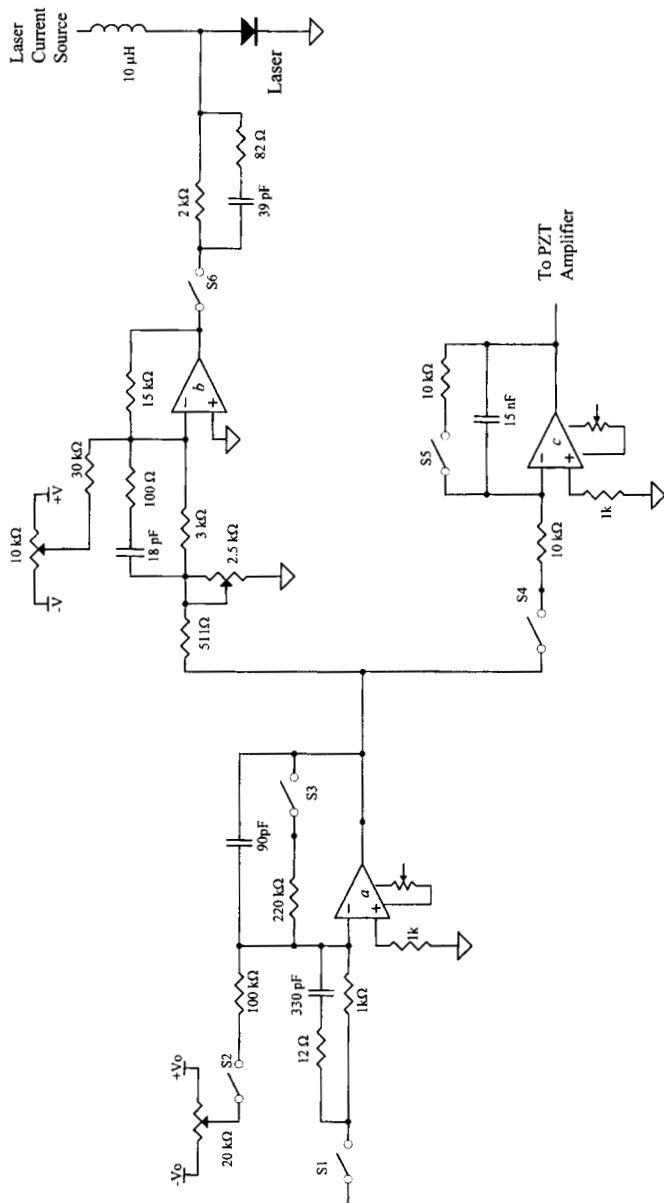 Laser
Current
Source
10 μH
Laser
82 Ω
2 kΩ
39 pF
S6
15 kΩ
b
−
+
30 kΩ
100 Ω
10 kΩ
+V
-V
18 pF
3 kΩ
2.5 kΩ
511Ω
To PZT
Amplifier
10 kΩ
S5
15 nF
c
−
+
1k
10 kΩ
S4
90pF
S3
220 kΩ
a
−
+
1k
100 kΩ
330 pF
12 Ω
1kΩ
+Vo
-Vo
20 kΩ
S2
S1